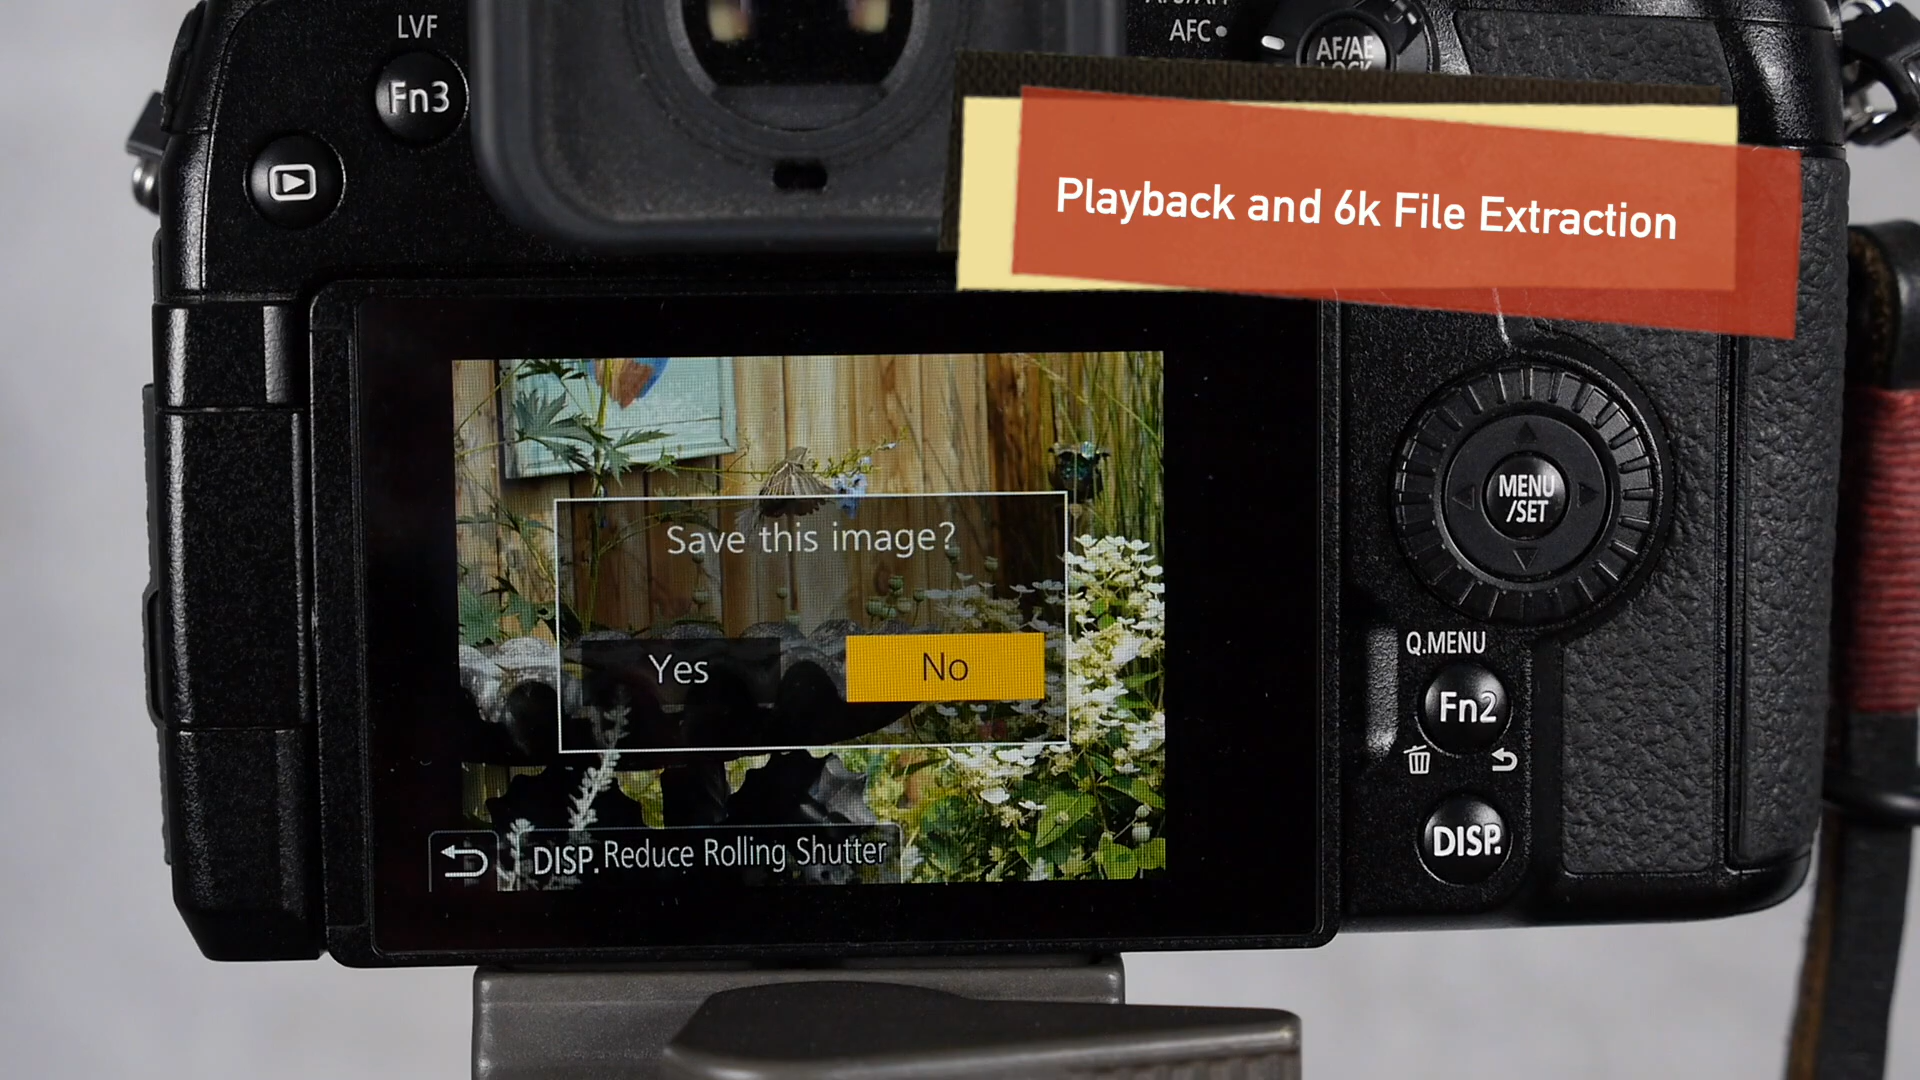 LVF
Fn3
AFC
AF/AE
LOCK
Playback and 6k File Extraction
MENU
/SET
Save this image?
Yes
No
Q.MENU
Fn2
DISP. Reduce Rolling Shutter
DISP.